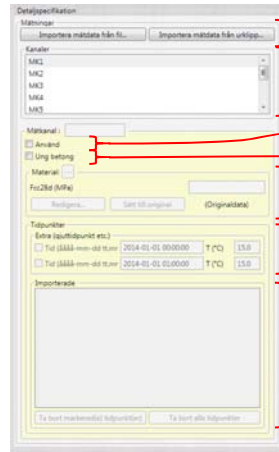 Detaljspecifikation
Mätningar
Importera mätdata från fil... Importera mätdata från urklipp...
Kanaler
MK1
MK2
MK3
MK4
MK5
Mätkanal:
Använd
Ung betong
Material ...
Fcc28d (MPa)
Redigera... Sätt till original (Originaldata)
Tidpunkter
Extra (gjuttidpunkt etc.)
Tid (åååå-mm-dd tt:mm 2014-01-01 00:00:00 T (°C) 15.0
Tid (åååå-mm-dd tt:mm 2014-01-01 01:00:00 T (°C) 15.0
Importerade
Ta bort markerad(e) tidpunkt(er) Ta bort alla tidpunkter